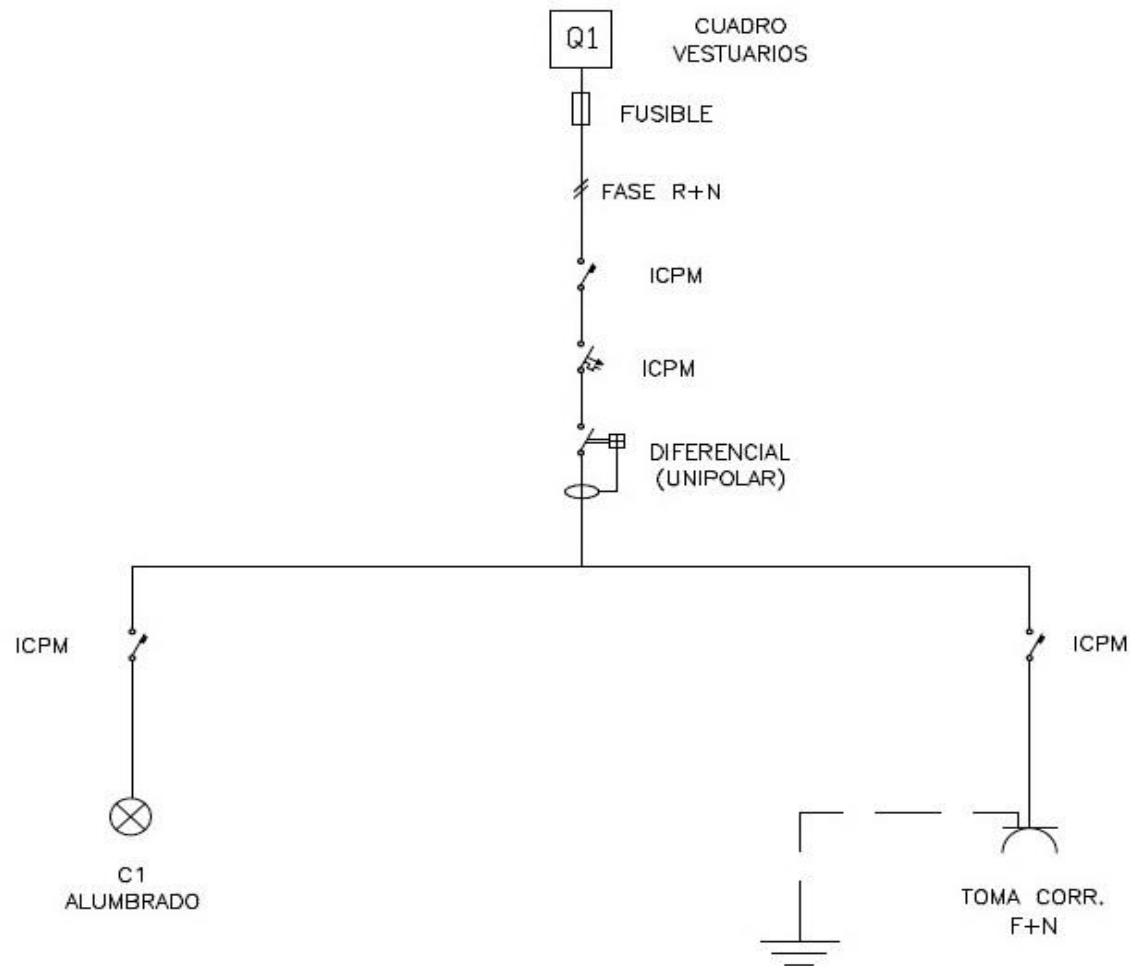 Q1
CUADRO
VESTUARIOS
FUSIBLE
FASE R+N
ICPM
ICPM
DIFERENCIAL
(UNIPOLAR)
ICPM
ICPM
C1
ALUMBRADO
TOMA CORR.
F+N